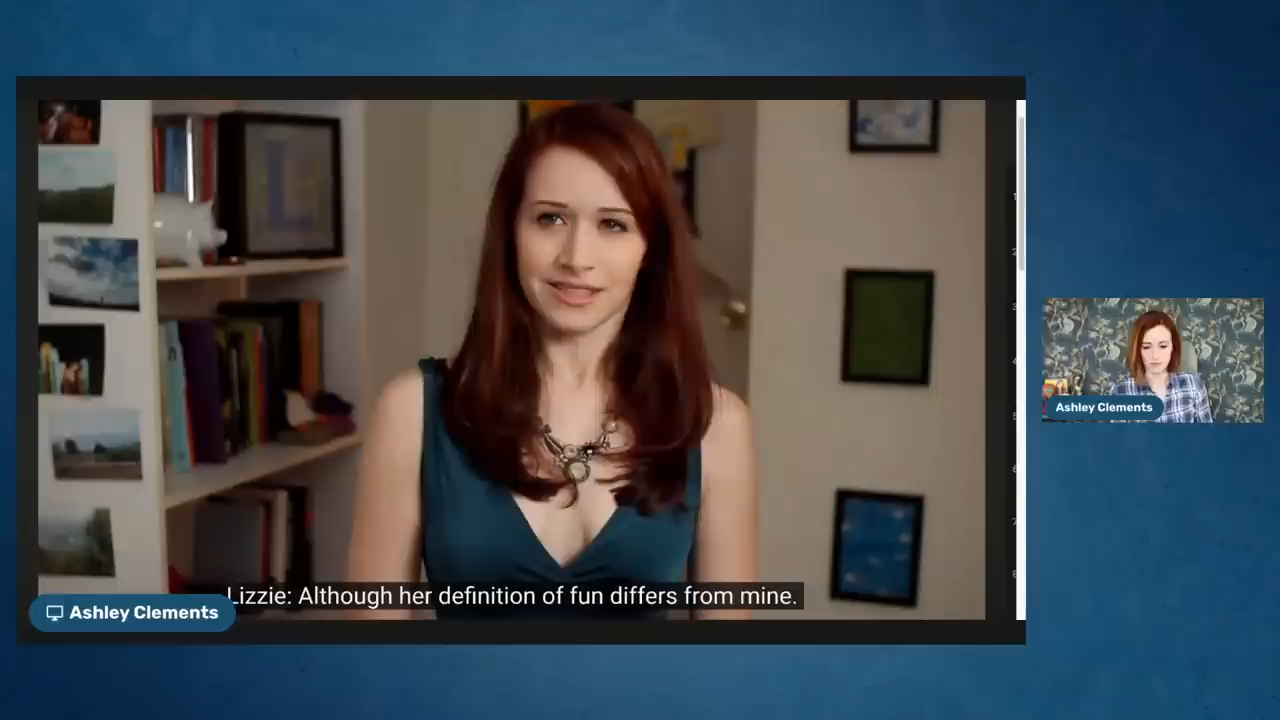 Lizzie: Although her definition of fun differs from mine.
Ashley Clements
Ashley Clements